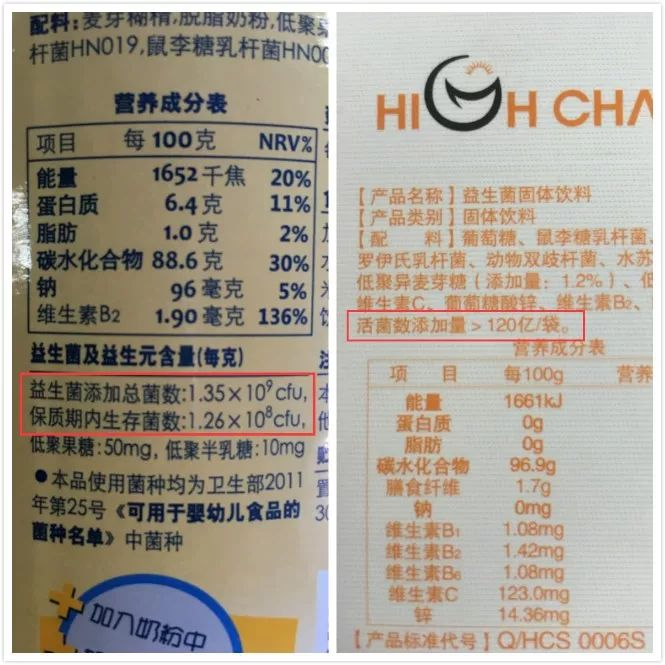 配料:麦芽糊精,脱脂奶粉,低聚果
杆菌HN019,鼠李糖乳杆菌HN00
营养成分表
项目 每100克 NRV%
能量 1652千焦 20%
蛋白质 6.4克 11%
脂肪 1.0克 2%
碳水化合物 88.6克 30%
钠 96毫克 5%
维生素B2 1.90毫克 136%
益生菌及益生元含量(每克)
益生菌添加总菌数:1.35×10⁹cfu,
保质期内生存菌数:1.26×10⁸cfu,
低聚果糖:50mg,低聚半乳糖:10mg
●本品使用菌种均为卫生部2011
年第25号《可用于婴幼儿食品的
菌种名单》中菌种
加入奶粉中
HIGH CHA
【产品名称】益生菌固体饮料
【产品类别】固体饮料
【配 料】葡萄糖、鼠李糖乳杆菌、
罗伊氏乳杆菌、动物双歧杆菌、水苏
低聚异麦芽糖(添加量:1.2%)、低
维生素C、葡萄糖酸锌、维生素B₂、
活菌数添加量>120亿/袋。
营养成分表
项 目 每100g 营养
能量 1661kJ
蛋白质 0g
脂肪 0g
碳水化合物 96.9g
膳食纤维 1.7g
钠 0mg
维生素B₁ 1.08mg
维生素B₂ 1.42mg
维生素B₆ 1.08mg
维生素C 123.0mg
锌 14.36mg
【产品标准代号】Q/HCS 0006S